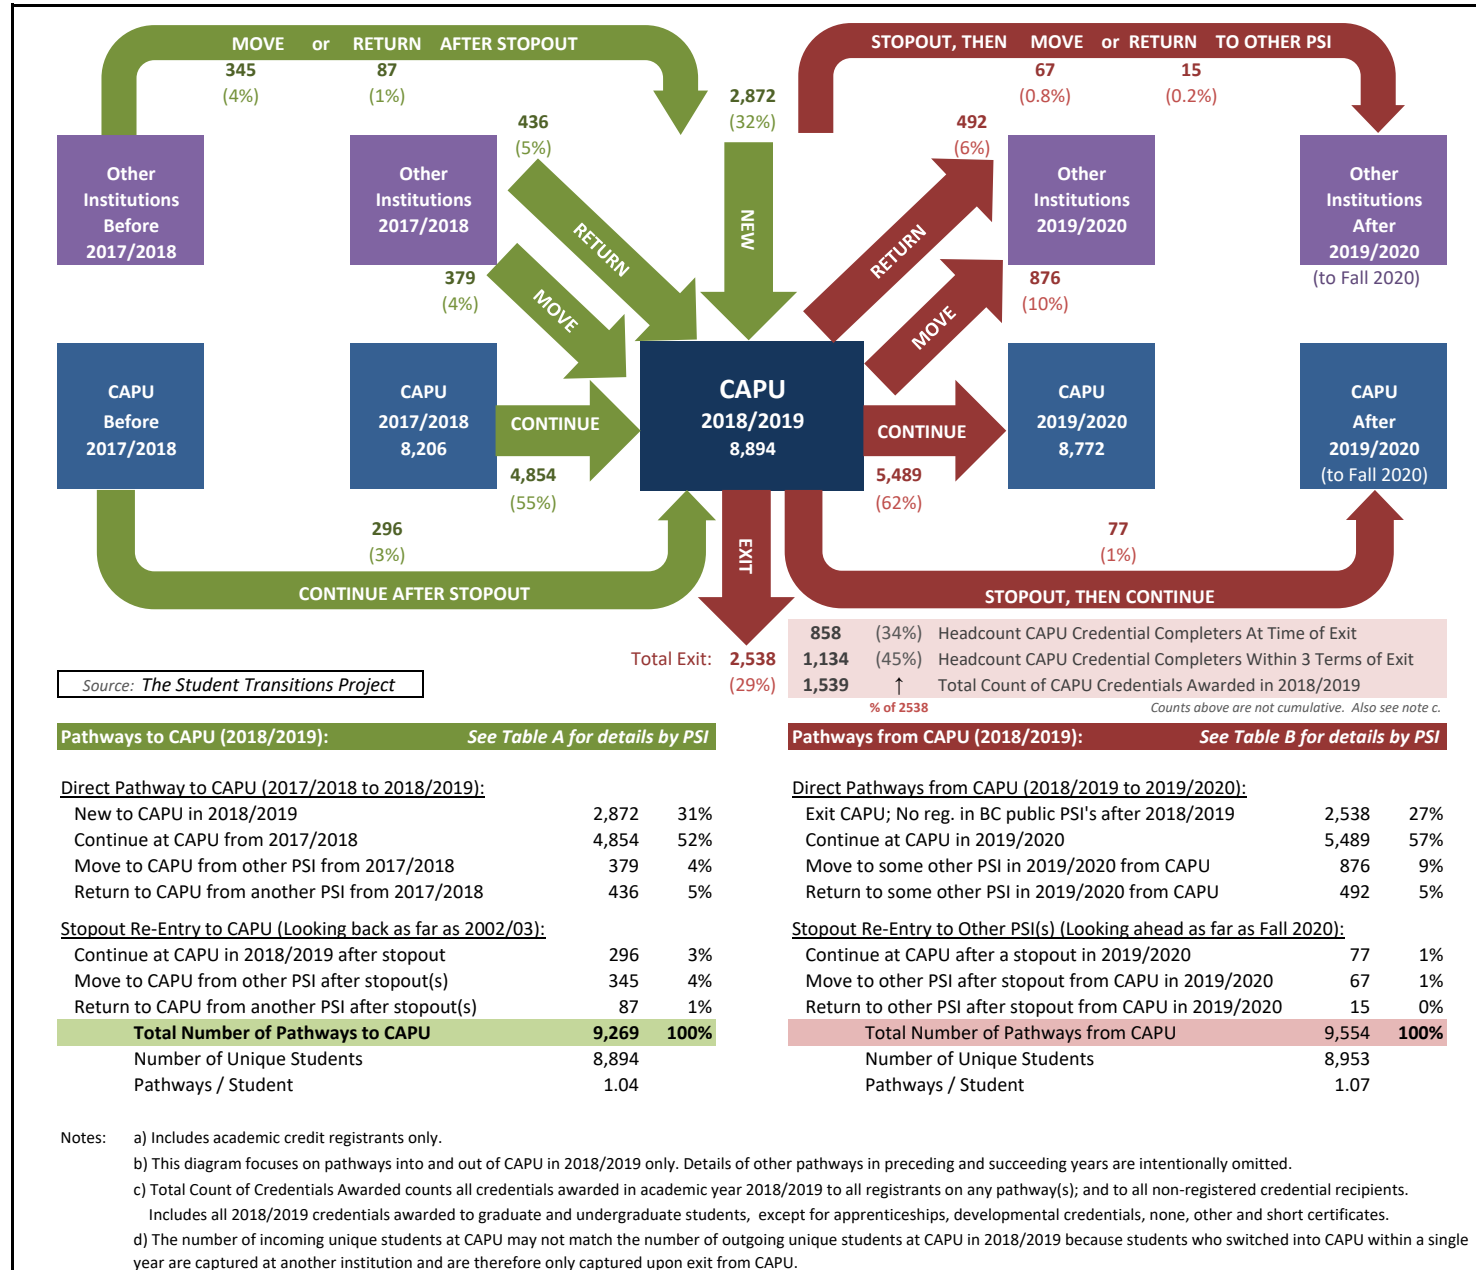 MOVE or RETURN AFTER STOPOUT
345 87
(4%) (1%)
STOPOUT, THEN MOVE or RETURN TO OTHER PSI
67 15
(0.8%) (0.2%)
2,872
(32%)
NEW
436
(5%)
RETURN
379
(4%)
MOVE
492
(6%)
RETURN
876
(10%)
MOVE
Other
Institutions
Before
2017/2018
Other
Institutions
2017/2018
Other
Institutions
2019/2020
Other
Institutions
After
2019/2020
(to Fall 2020)
CAPU
Before
2017/2018
CAPU
2017/2018
8,206
CONTINUE
4,854
(55%)
CAPU
2018/2019
8,894
CONTINUE
5,489
(62%)
CAPU
2019/2020
8,772
CAPU
After
2019/2020
(to Fall 2020)
296
(3%)
CONTINUE AFTER STOPOUT
EXIT
77
(1%)
STOPOUT, THEN CONTINUE
Total Exit: 2,538
(29%)
858 (34%) Headcount CAPU Credential Completers At Time of Exit
1,134 (45%) Headcount CAPU Credential Completers Within 3 Terms of Exit
1,539 ↑ Total Count of CAPU Credentials Awarded in 2018/2019
% of 2538 Counts above are not cumulative. Also see note c.
Source: The Student Transitions Project
Pathways to CAPU (2018/2019): See Table A for details by PSI
Direct Pathway to CAPU (2017/2018 to 2018/2019):
New to CAPU in 2018/2019 2,872 31%
Continue at CAPU from 2017/2018 4,854 52%
Move to CAPU from other PSI from 2017/2018 379 4%
Return to CAPU from another PSI from 2017/2018 436 5%
Stopout Re-Entry to CAPU (Looking back as far as 2002/03):
Continue at CAPU in 2018/2019 after stopout 296 3%
Move to CAPU from other PSI after stopout(s) 345 4%
Return to CAPU from another PSI after stopout(s) 87 1%
Total Number of Pathways to CAPU 9,269 100%
Number of Unique Students 8,894
Pathways / Student 1.04
Pathways from CAPU (2018/2019): See Table B for details by PSI
Direct Pathways from CAPU (2018/2019 to 2019/2020):
Exit CAPU; No reg. in BC public PSI's after 2018/2019 2,538 27%
Continue at CAPU in 2019/2020 5,489 57%
Move to some other PSI in 2019/2020 from CAPU 876 9%
Return to some other PSI in 2019/2020 from CAPU 492 5%
Stopout Re-Entry to Other PSI(s) (Looking ahead as far as Fall 2020):
Continue at CAPU after a stopout in 2019/2020 77 1%
Move to other PSI after stopout from CAPU in 2019/2020 67 1%
Return to other PSI after stopout from CAPU in 2019/2020 15 0%
Total Number of Pathways from CAPU 9,554 100%
Number of Unique Students 8,953
Pathways / Student 1.07
Notes: a) Includes academic credit registrants only.
b) This diagram focuses on pathways into and out of CAPU in 2018/2019 only. Details of other pathways in preceding and succeeding years are intentionally omitted.
c) Total Count of Credentials Awarded counts all credentials awarded in academic year 2018/2019 to all registrants on any pathway(s); and to all non-registered credential recipients.
Includes all 2018/2019 credentials awarded to graduate and undergraduate students, except for apprenticeships, developmental credentials, none, other and short certificates.
d) The number of incoming unique students at CAPU may not match the number of outgoing unique students at CAPU in 2018/2019 because students who switched into CAPU within a single
year are captured at another institution and are therefore only captured upon exit from CAPU.